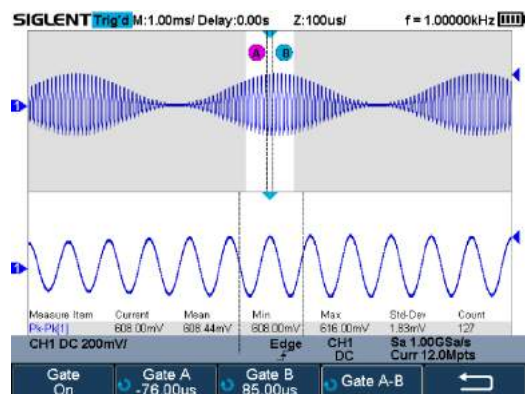 SIGLENT Trig'd M:1.00ms/ Delay:0.00s Z:100us/ f = 1.00000kHz
A B
1
1
Measure Item Current Mean Min Max Std-Dev Count
Pk-Pk[1] 608.00mV 608.44mV 608.00mV 616.00mV 1.83mV 127
CH1 DC 200mV/ Edge CH1 Sa 1.00GSa/s
DC Curr 12.0Mpts
Gate Gate A Gate B Gate A-B
On -76.00us 85.00us